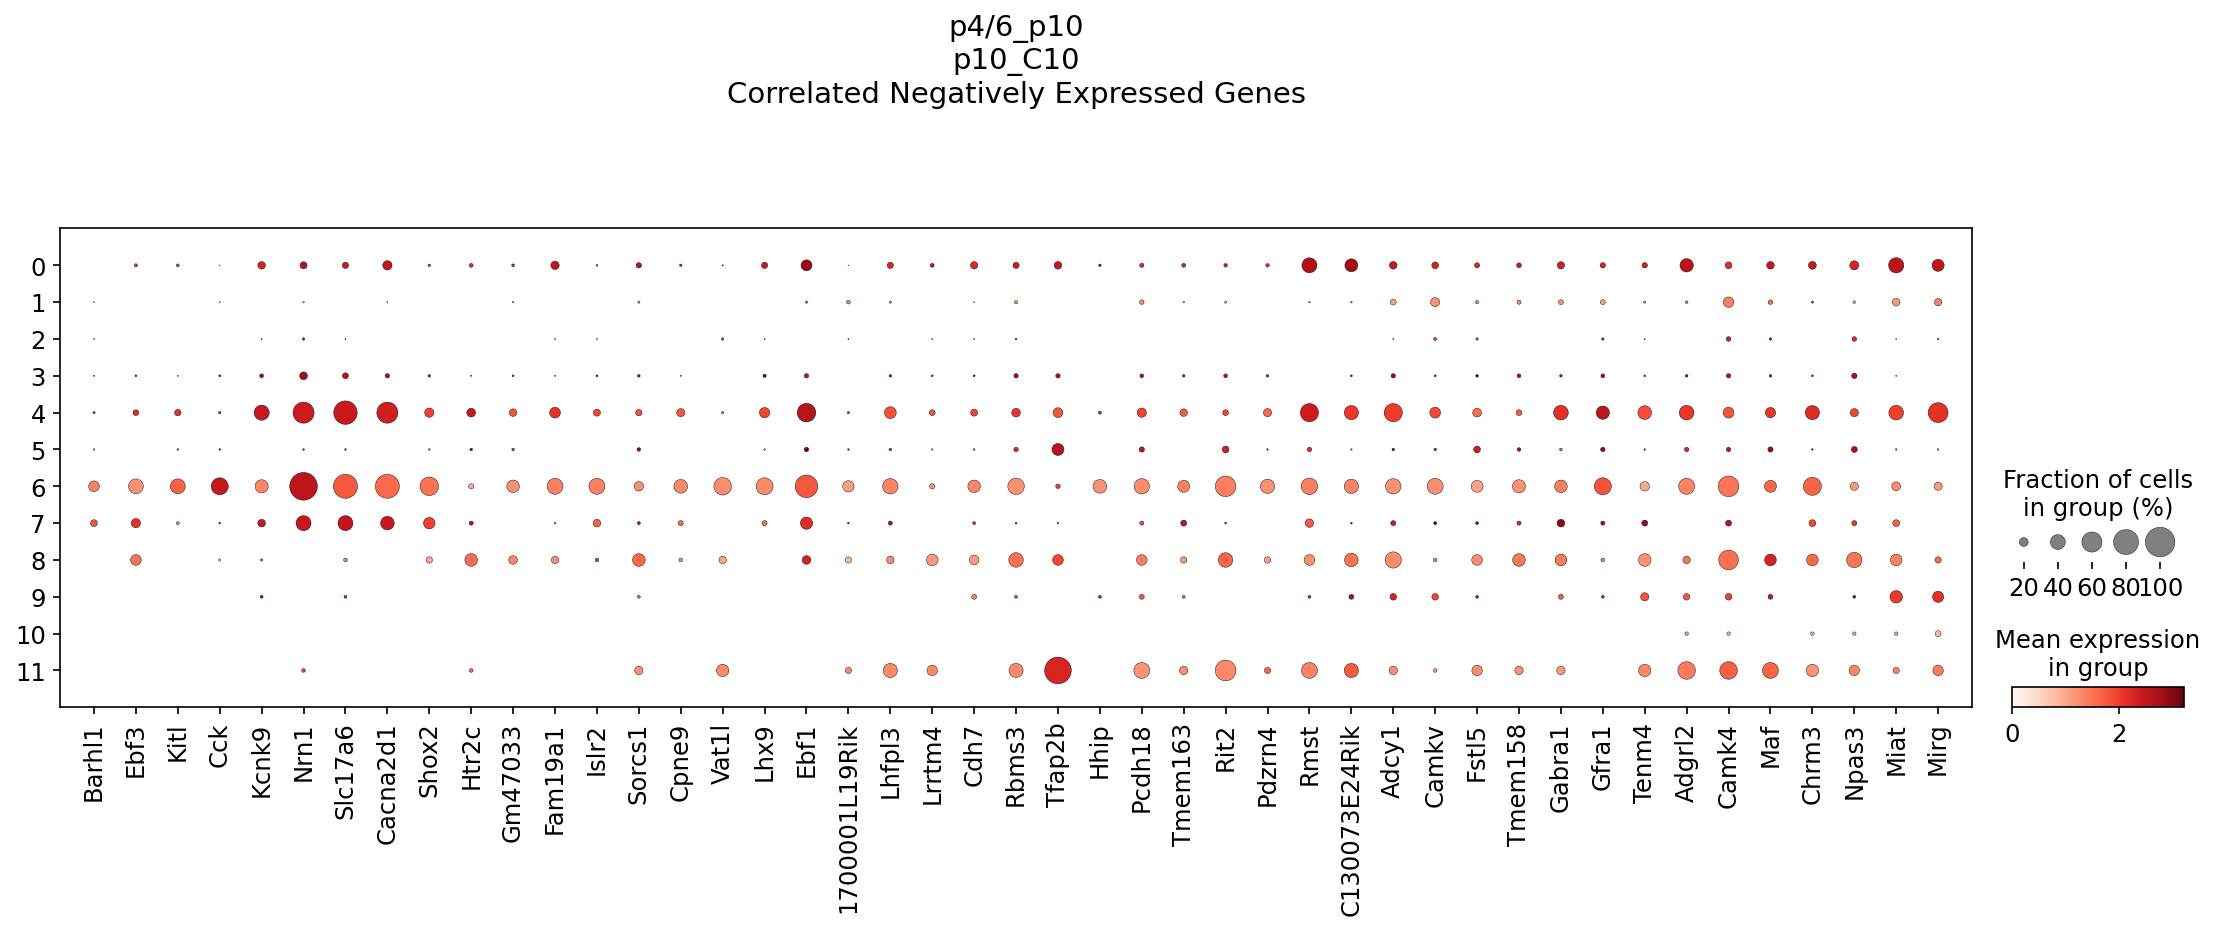 p4/6_p10
p10_C10
Correlated Negatively Expressed Genes
0
1
2
3
4
5
6
7
8
9
10
11
Barhl1
Ebf3
Kitl
Cck
Kcnk9
Nrn1
Slc17a6
Cacna2d1
Shox2
Htr2c
Gm47033
Fam19a1
Islr2
Sorcs1
Cpne9
Vat1l
Lhx9
Ebf1
1700001L19Rik
Lhfpl3
Lrrtm4
Cdh7
Rbms3
Tfap2b
Hhip
Pcdh18
Tmem163
Rit2
Pdzrn4
Rmst
C130073E24Rik
Adcy1
Camkv
Fstl5
Tmem158
Gabra1
Gfra1
Tenm4
Adgrl2
Camk4
Maf
Chrm3
Npas3
Miat
Mirg
Fraction of cells
in group (%)
20 40 60 80 100
Mean expression
in group
0 2